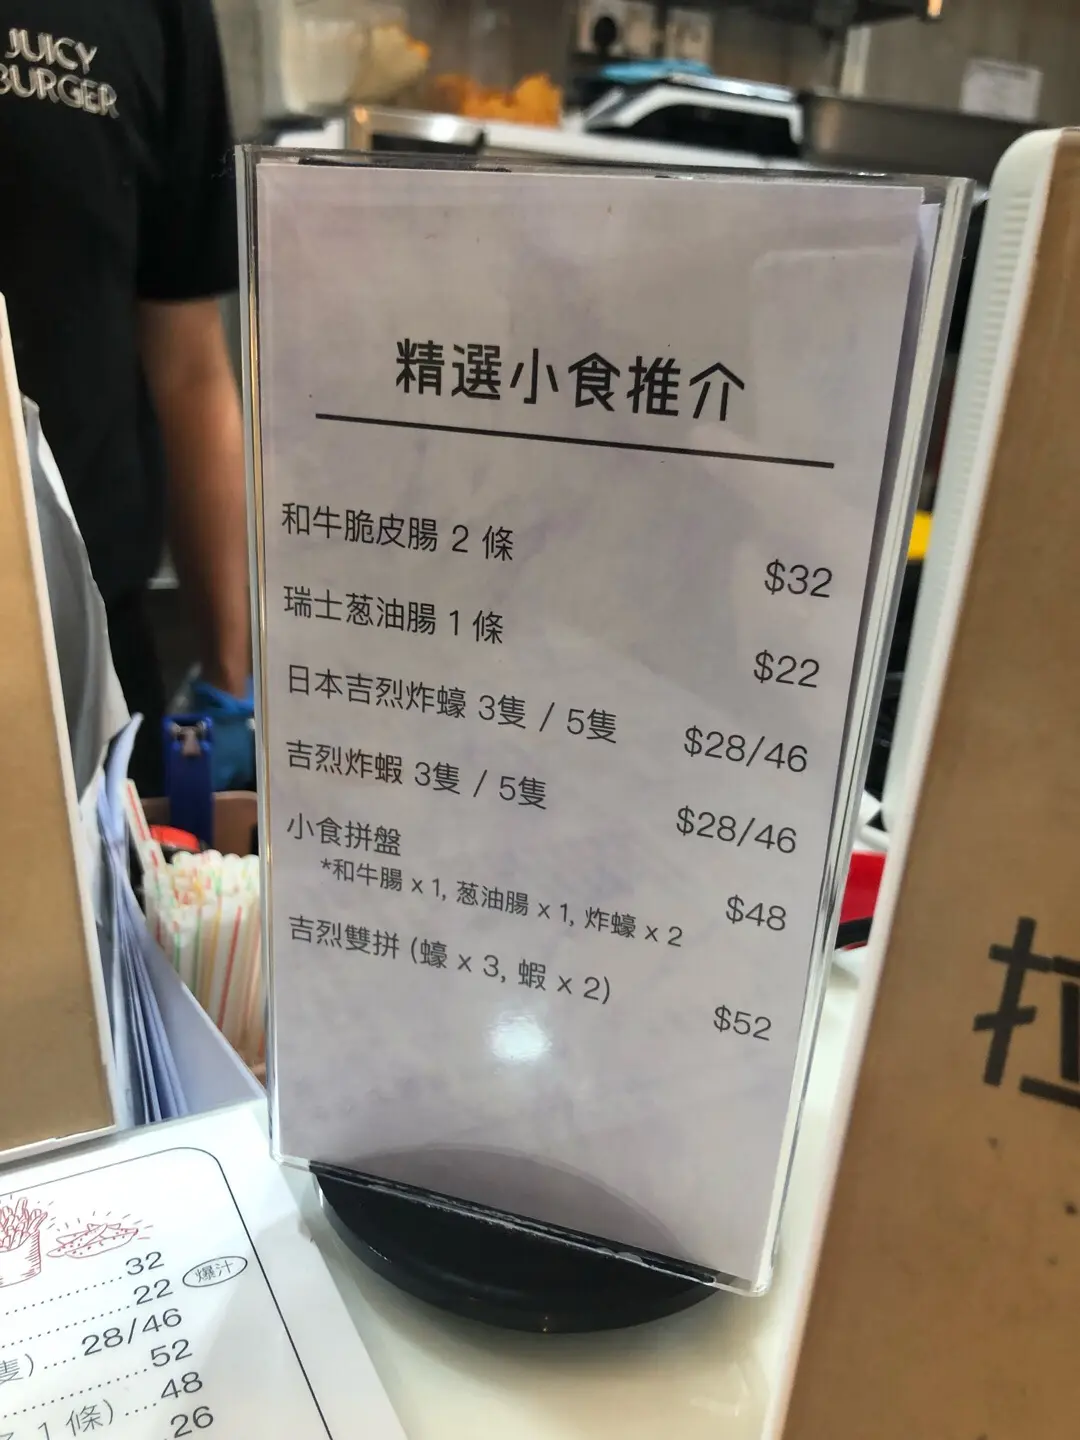 JUICY
BURGER
精選小食推介
和牛脆皮腸 2 條
$32
瑞士葱油腸 1 條
$22
日本吉烈炸蠔 3隻 / 5隻
$28/46
吉烈炸蝦 3隻 / 5隻
$28/46
小食拼盤
*和牛腸 x 1, 葱油腸 x 1, 炸蠔 x 2
$48
吉烈雙拼 (蠔 x 3, 蝦 x 2)
$52
32
22 爆汁
隻)....28/46
52
1 條)....48
26